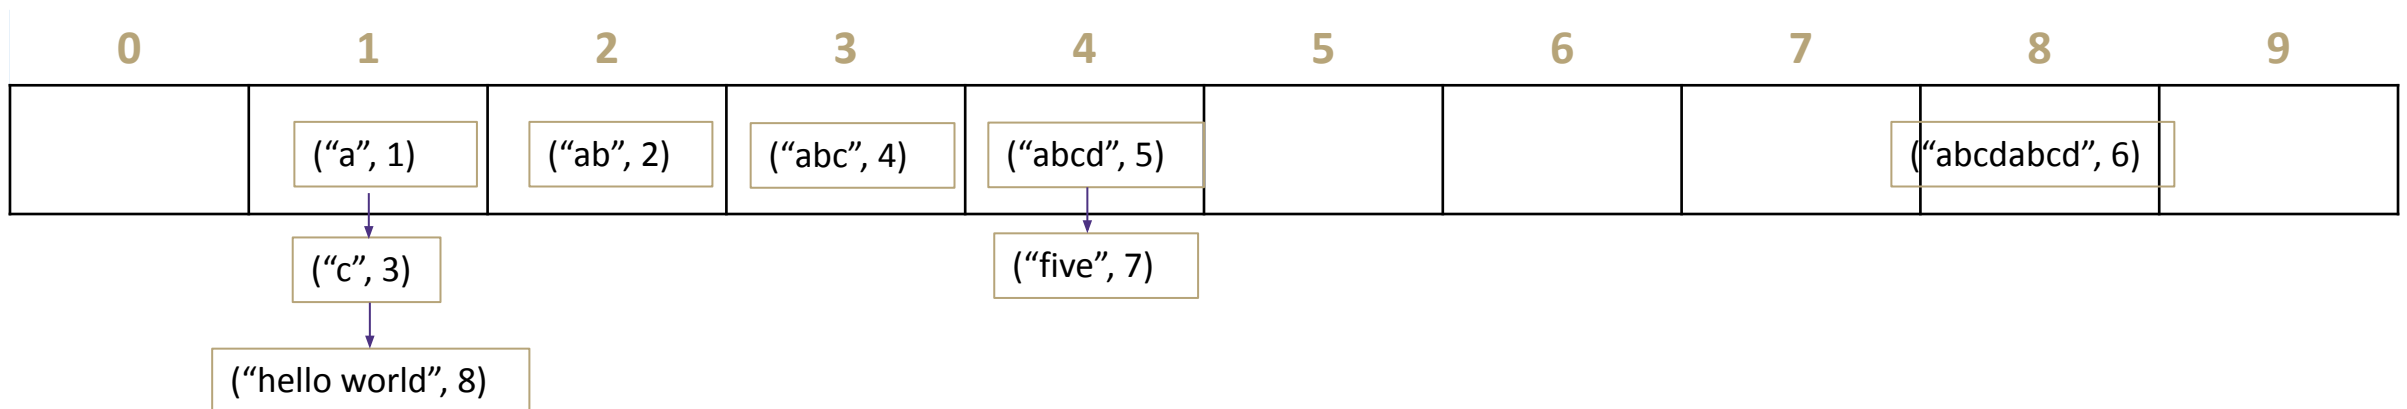 0 1 2 3 4 5 6 7 8 9
(“a”, 1) (“ab”, 2) (“abc”, 4) (“abcd”, 5) (“abcdabcd”, 6)
(“c”, 3) (“five”, 7)
(“hello world”, 8)